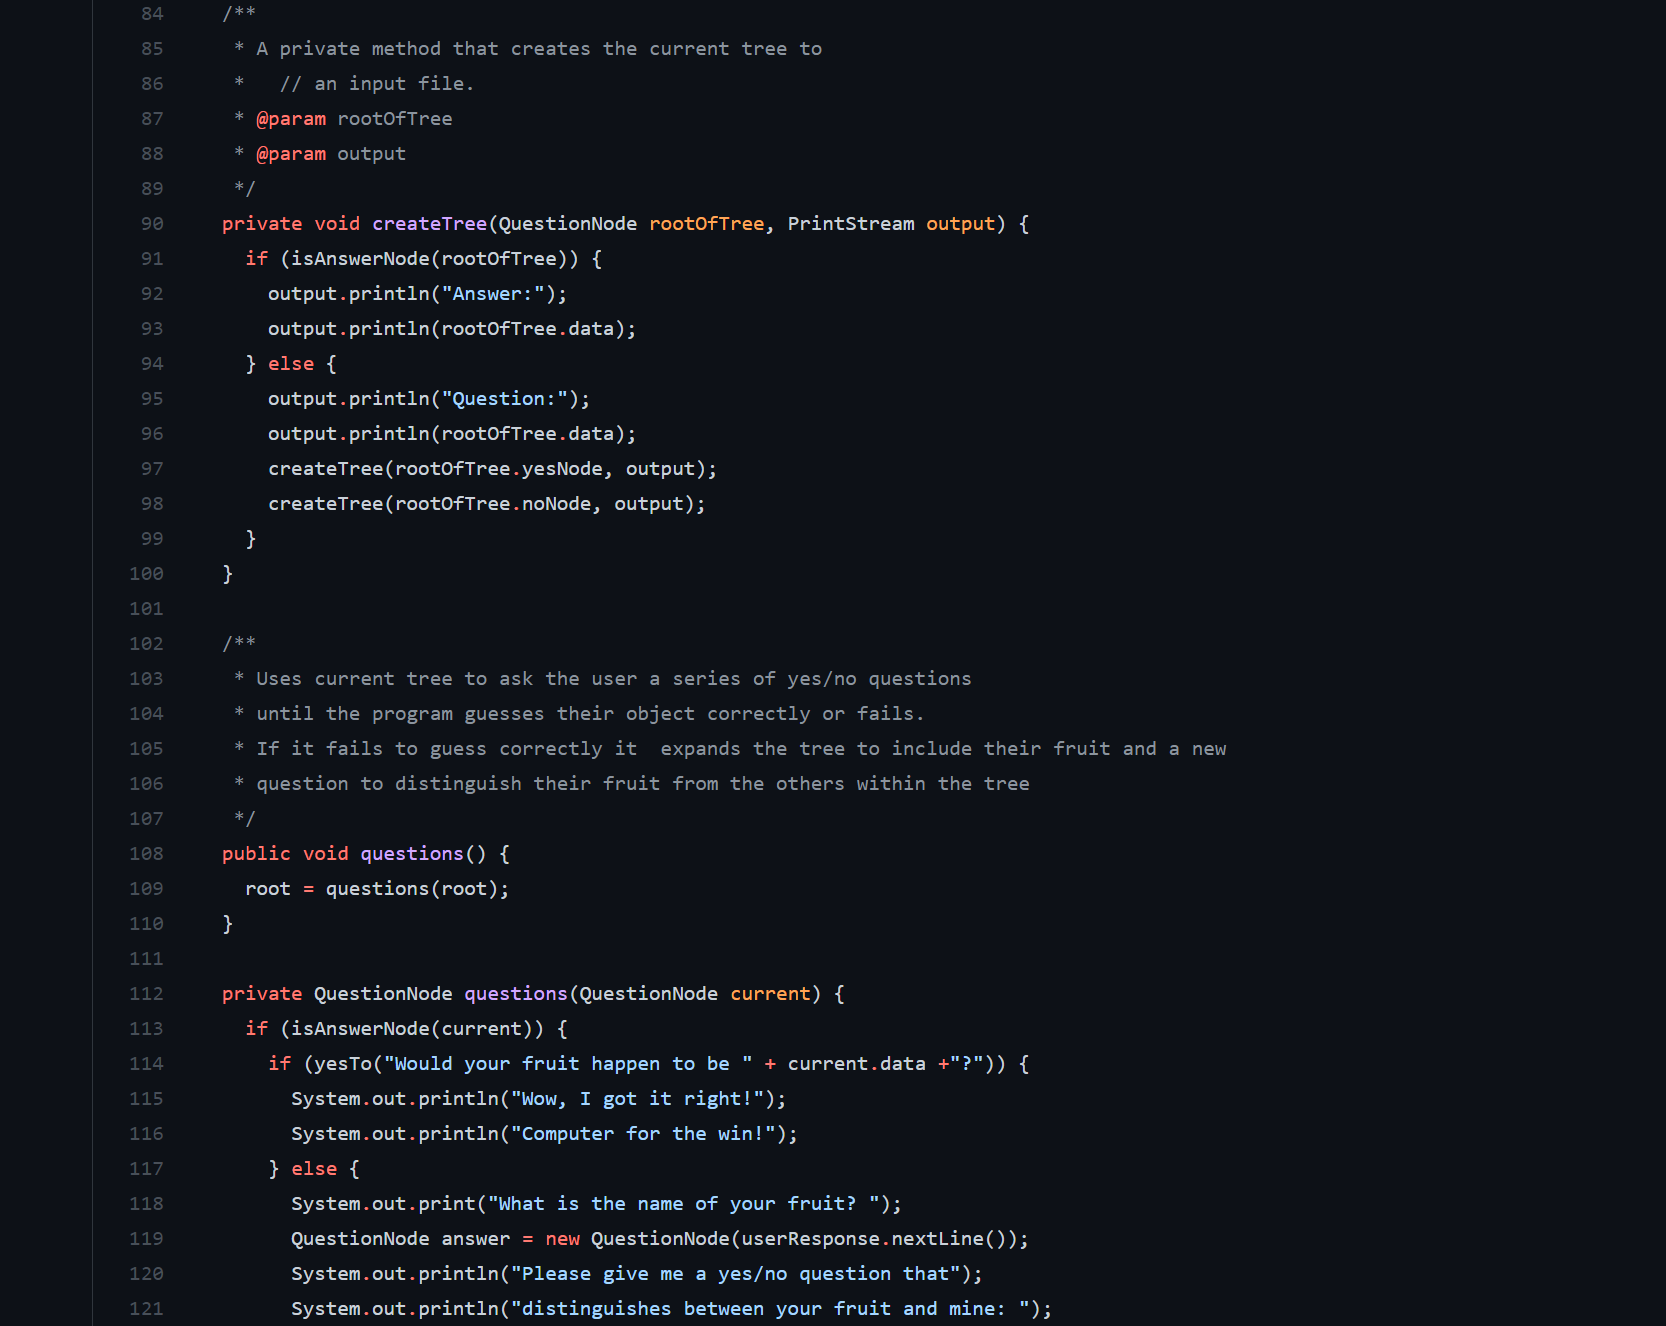 84 /**
85 * A private method that creates the current tree to
86 *   // an input file.
87 * @param rootOfTree
88 * @param output
89 */
90 private void createTree(QuestionNode rootOfTree, PrintStream output) {
91 if (isAnswerNode(rootOfTree)) {
92 output.println("Answer:");
93 output.println(rootOfTree.data);
94 } else {
95 output.println("Question:");
96 output.println(rootOfTree.data);
97 createTree(rootOfTree.yesNode, output);
98 createTree(rootOfTree.noNode, output);
99 }
100 }
101
102 /**
103 * Uses current tree to ask the user a series of yes/no questions
104 * until the program guesses their object correctly or fails.
105 * If it fails to guess correctly it  expands the tree to include their fruit and a new
106 * question to distinguish their fruit from the others within the tree
107 */
108 public void questions() {
109 root = questions(root);
110 }
111
112 private QuestionNode questions(QuestionNode current) {
113 if (isAnswerNode(current)) {
114 if (yesTo("Would your fruit happen to be " + current.data +"?")) {
115 System.out.println("Wow, I got it right!");
116 System.out.println("Computer for the win!");
117 } else {
118 System.out.print("What is the name of your fruit? ");
119 QuestionNode answer = new QuestionNode(userResponse.nextLine());
120 System.out.println("Please give me a yes/no question that");
121 System.out.println("distinguishes between your fruit and mine: ");